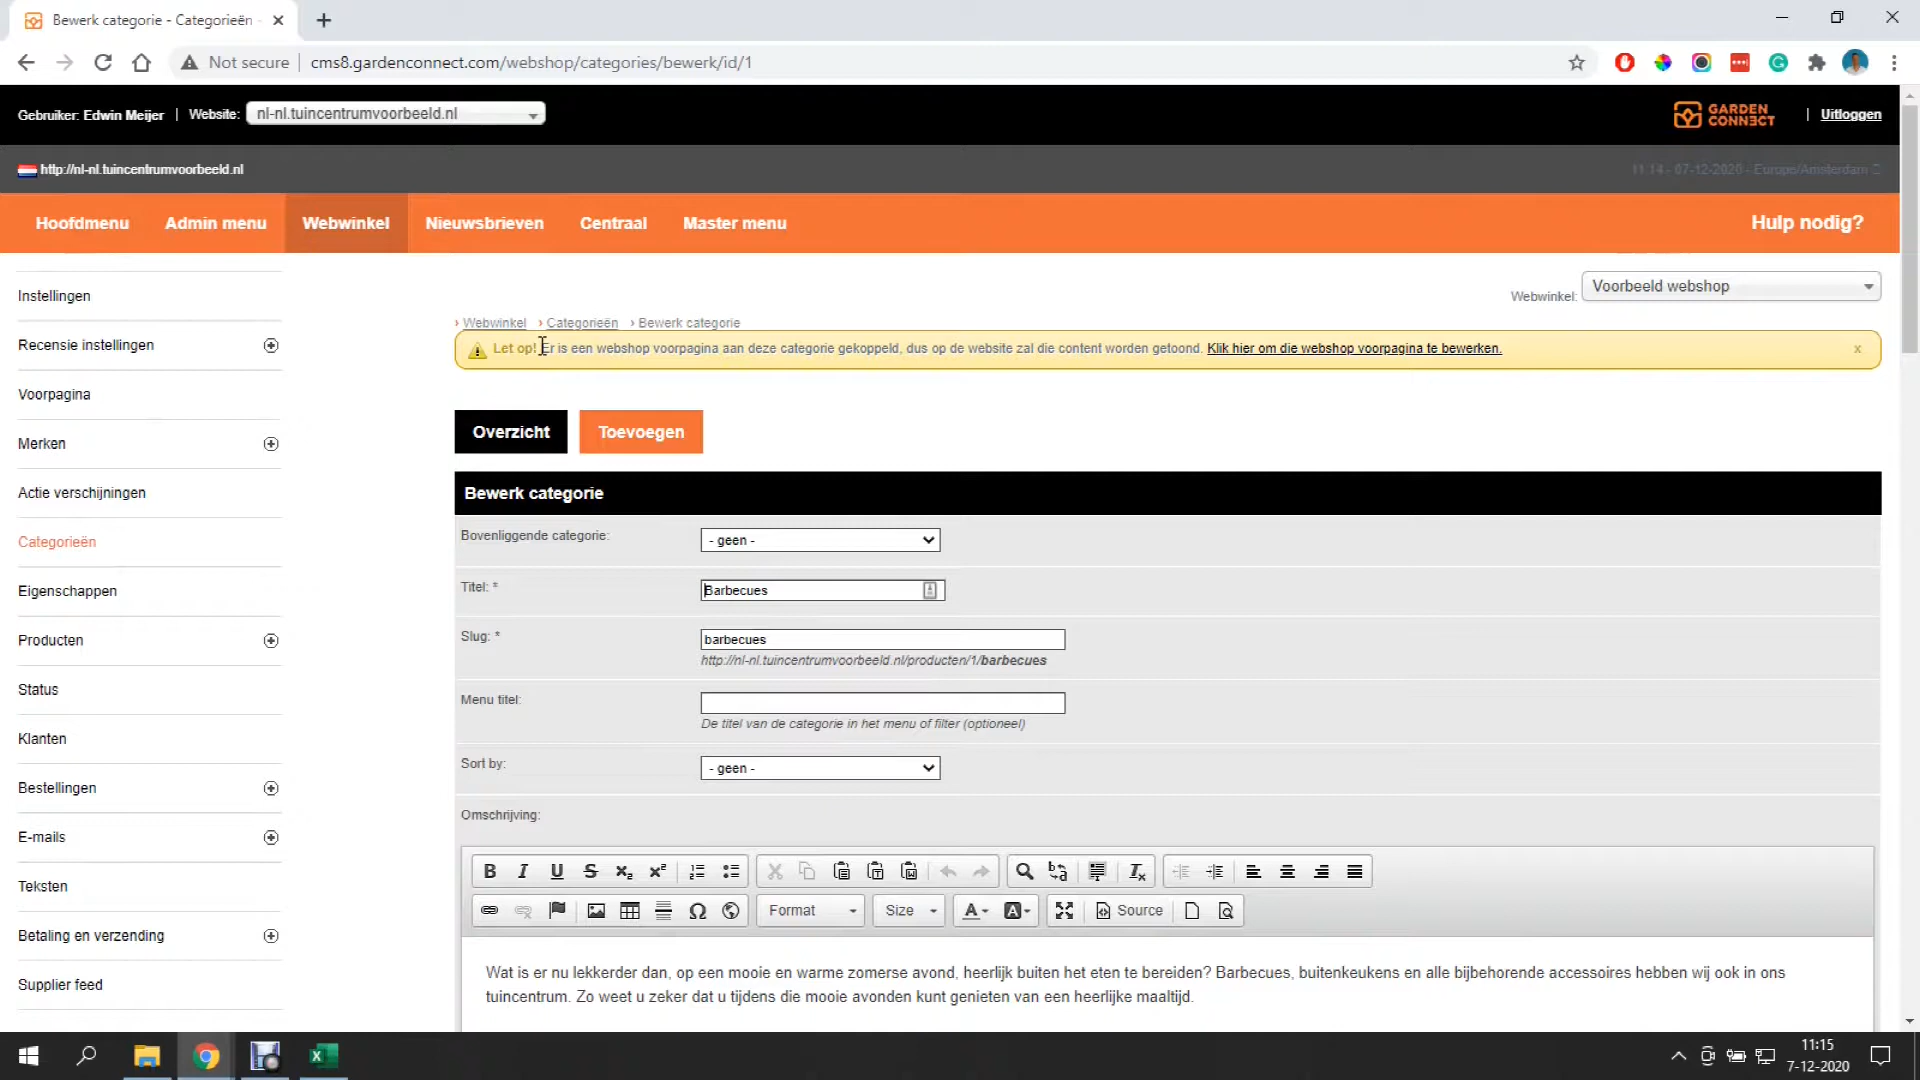 Bewerk categorie - Categorieën
Not secure
cms8.gardenconnect.com/webshop/categories/bewerk/id/1
Gebruiker: Edwin Meijer | Website: nl-nl.tuincentrumvoorbeeld.nl
GARDEN CONNECT
| Uitloggen
http://nl-nl.tuincentrumvoorbeeld.nl
11:14 - 07-12-2020 - Europe/Amsterdam
Hoofdmenu Admin menu Webwinkel Nieuwsbrieven Centraal Master menu Hulp nodig?
Webwinkel: Voorbeeld webshop
› Webwinkel › Categorieën › Bewerk categorie
Let op! Er is een webshop voorpagina aan deze categorie gekoppeld, dus op de website zal die content worden getoond. Klik hier om die webshop voorpagina te bewerken. x
Instellingen
Recensie instellingen
Voorpagina
Merken
Actie verschijningen
Categorieën
Eigenschappen
Producten
Status
Klanten
Bestellingen
E-mails
Teksten
Betaling en verzending
Supplier feed
Overzicht Toevoegen
Bewerk categorie
Bovenliggende categorie: - geen -
Titel: * Barbecues
Slug: * barbecues
http://nl-nl.tuincentrumvoorbeeld.nl/producten/1/barbecues
Menu titel:
De titel van de categorie in het menu of filter (optioneel)
Sort by: - geen -
Omschrijving:
Format Size Source
Wat is er nu lekkerder dan, op een mooie en warme zomerse avond, heerlijk buiten het eten te bereiden? Barbecues, buitenkeukens en alle bijbehorende accessoires hebben wij ook in ons
tuincentrum. Zo weet u zeker dat u tijdens die mooie avonden kunt genieten van een heerlijke maaltijd.
11:15
7-12-2020